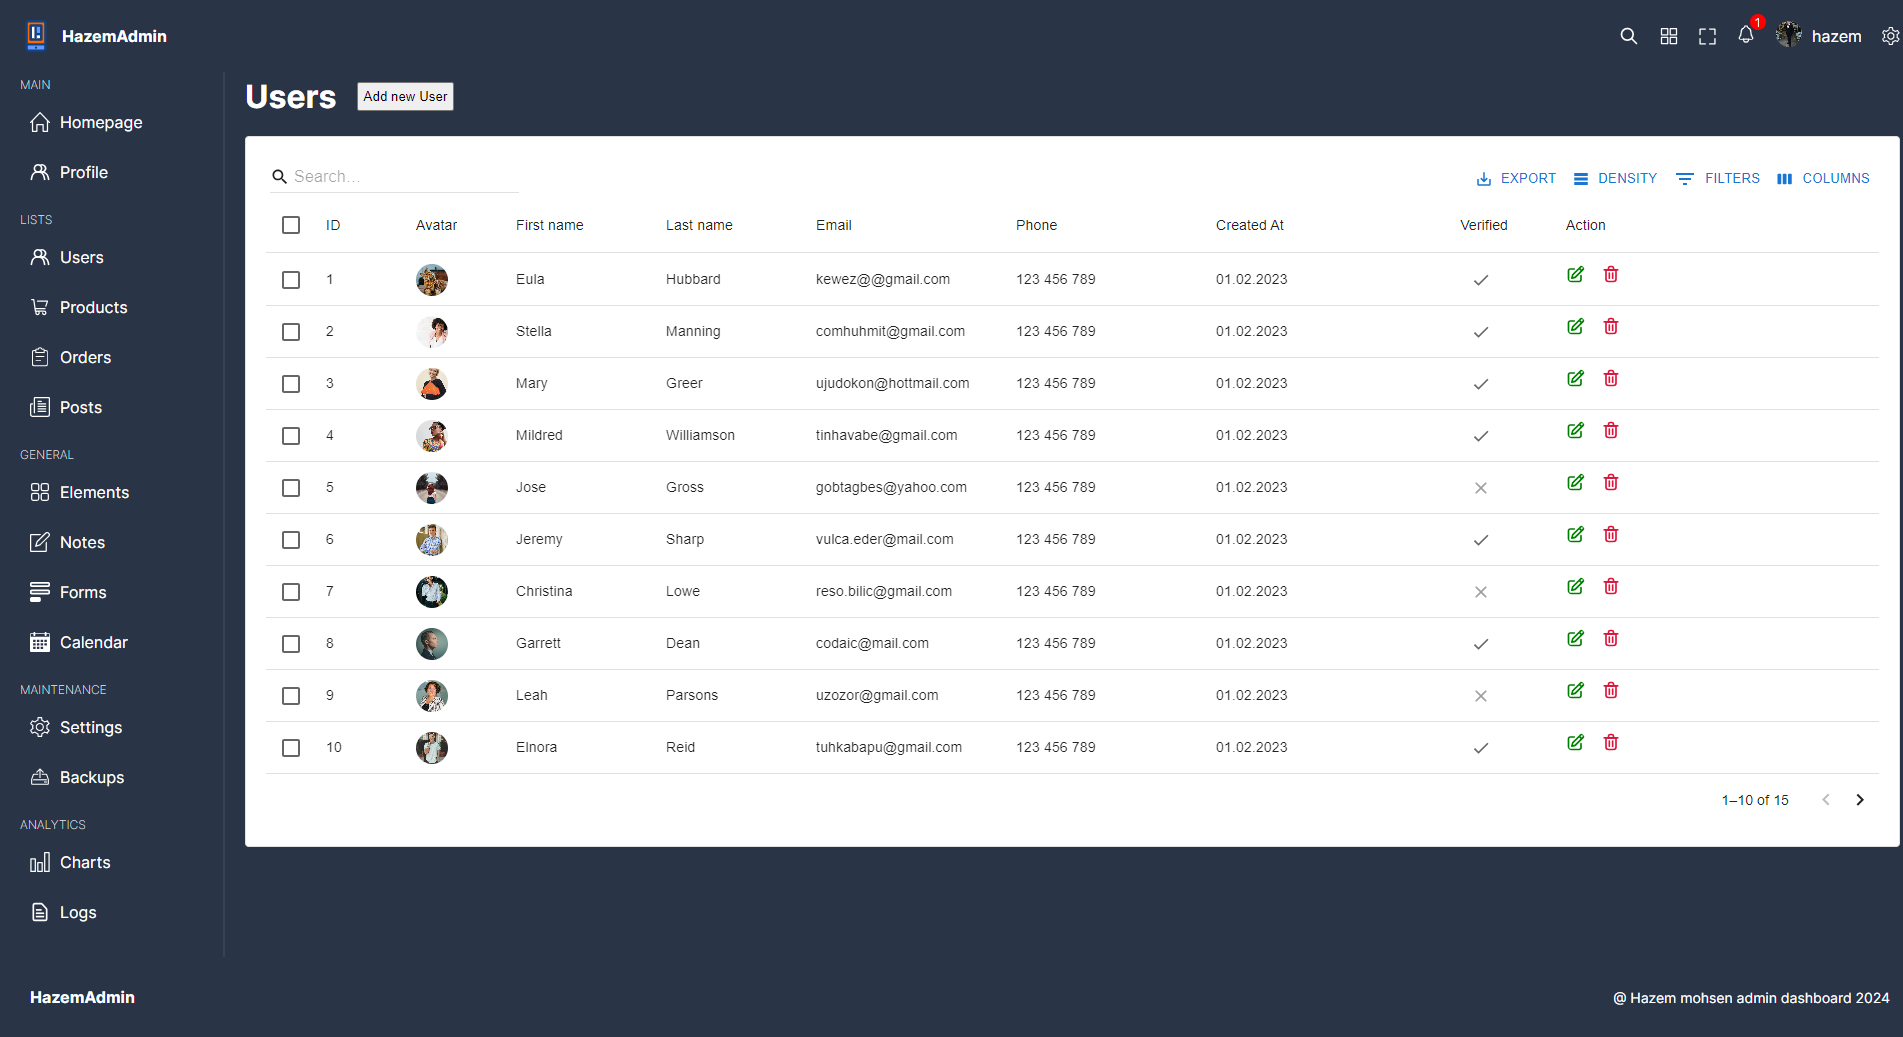 HazemAdmin
1
hazem
MAIN
Homepage
Profile
LISTS
Users
Products
Orders
Posts
GENERAL
Elements
Notes
Forms
Calendar
MAINTENANCE
Settings
Backups
ANALYTICS
Charts
Logs
Users Add new User
Search…
EXPORT DENSITY FILTERS COLUMNS
ID Avatar First name Last name Email Phone Created At Verified Action
1 Eula Hubbard kewez@@gmail.com 123 456 789 01.02.2023
2 Stella Manning comhuhmit@gmail.com 123 456 789 01.02.2023
3 Mary Greer ujudokon@hottmail.com 123 456 789 01.02.2023
4 Mildred Williamson tinhavabe@gmail.com 123 456 789 01.02.2023
5 Jose Gross gobtagbes@yahoo.com 123 456 789 01.02.2023
6 Jeremy Sharp vulca.eder@mail.com 123 456 789 01.02.2023
7 Christina Lowe reso.bilic@gmail.com 123 456 789 01.02.2023
8 Garrett Dean codaic@mail.com 123 456 789 01.02.2023
9 Leah Parsons uzozor@gmail.com 123 456 789 01.02.2023
10 Elnora Reid tuhkabapu@gmail.com 123 456 789 01.02.2023
1–10 of 15
HazemAdmin
@ Hazem mohsen admin dashboard 2024